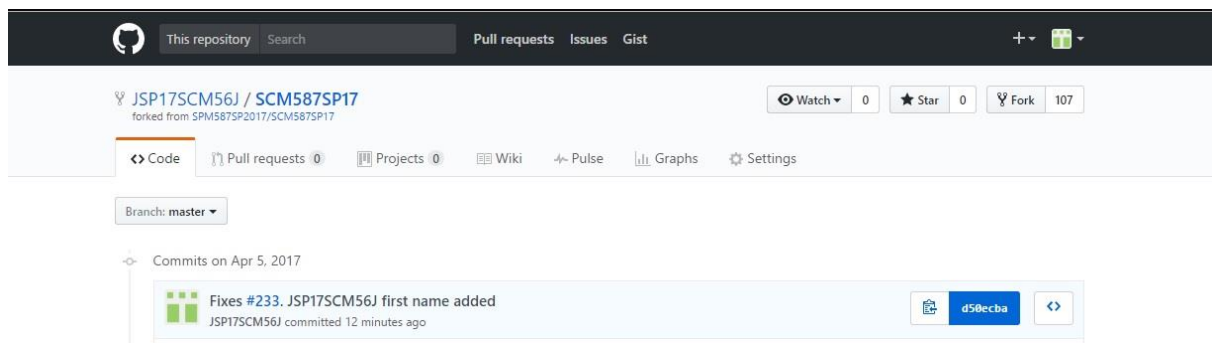 This repository Search Pull requests Issues Gist
JSP17SCM56J / SCM587SP17 Watch 0 Star 0 Fork 107
forked from SPM587SP2017/SCM587SP17
Code Pull requests 0 Projects 0 Wiki Pulse Graphs Settings
Branch: master
Commits on Apr 5, 2017
Fixes #233. JSP17SCM56J first name added
JSP17SCM56J committed 12 minutes ago d50ecba